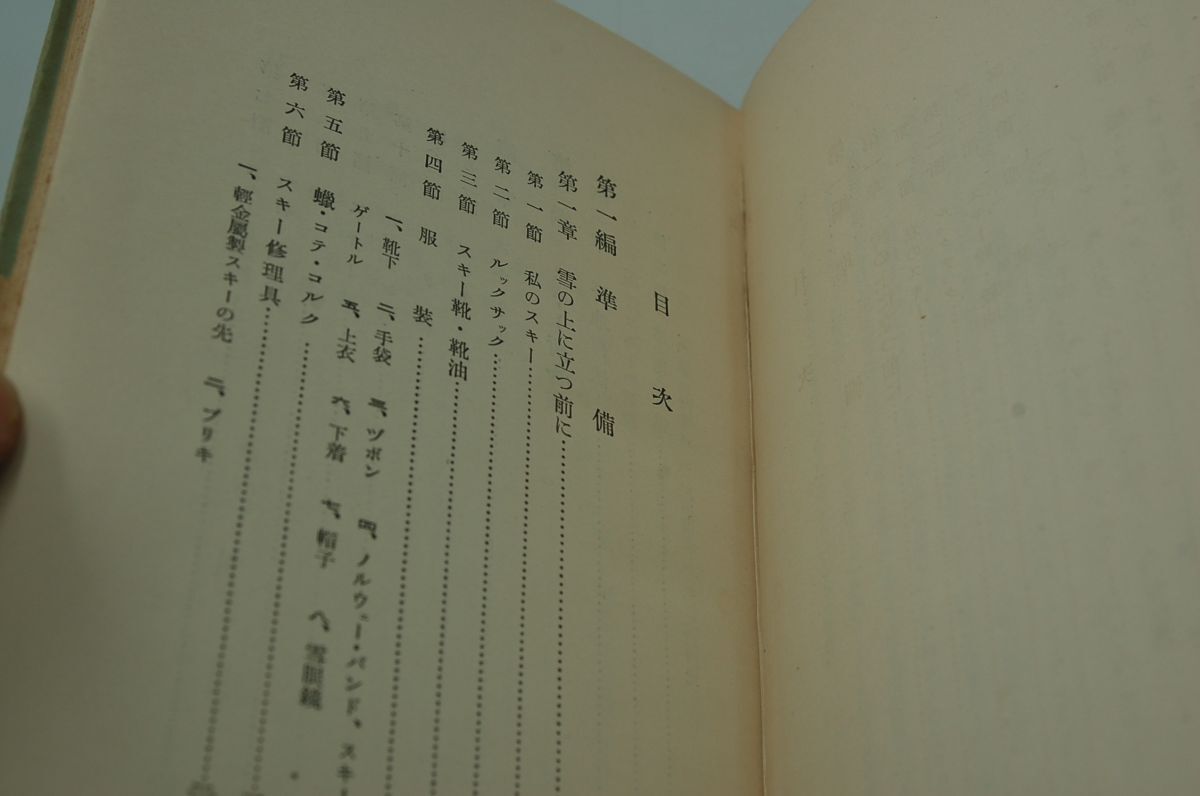 目次
第一編 準備
第一章 雪の上に立つ前に
第一節 私のスキー
第二節 ルックサック
第三節 スキー靴・靴油
第四節 服装
一、靴下 二、手袋 三、ヅボン 四、ノルウェー・バンド、スキー
ゲートル 五、上衣 六、下着 七、帽子 八、雪眼鏡
第五節 蠟・コテ・コルク
第六節 スキー修理具
一、輕金屬製スキーの先 二、ブリキ